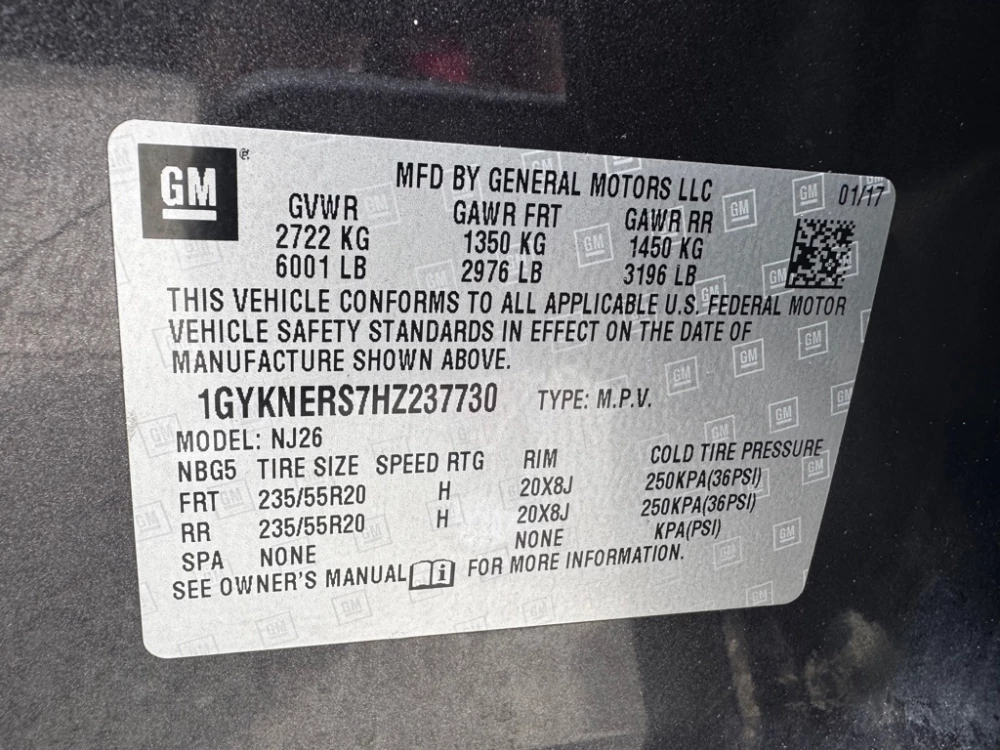 GM ®
MFD BY GENERAL MOTORS LLC 01/17
GVWR GAWR FRT GAWR RR
2722 KG 1350 KG 1450 KG
6001 LB 2976 LB 3196 LB
THIS VEHICLE CONFORMS TO ALL APPLICABLE U.S. FEDERAL MOTOR
VEHICLE SAFETY STANDARDS IN EFFECT ON THE DATE OF
MANUFACTURE SHOWN ABOVE.
1GYKNERS7HZ237730 TYPE: M.P.V.
MODEL: NJ26
NBG5 TIRE SIZE SPEED RTG RIM COLD TIRE PRESSURE
FRT 235/55R20 H 20X8J 250KPA(36PSI)
RR 235/55R20 H 20X8J 250KPA(36PSI)
SPA NONE NONE KPA(PSI)
SEE OWNER'S MANUAL i FOR MORE INFORMATION.